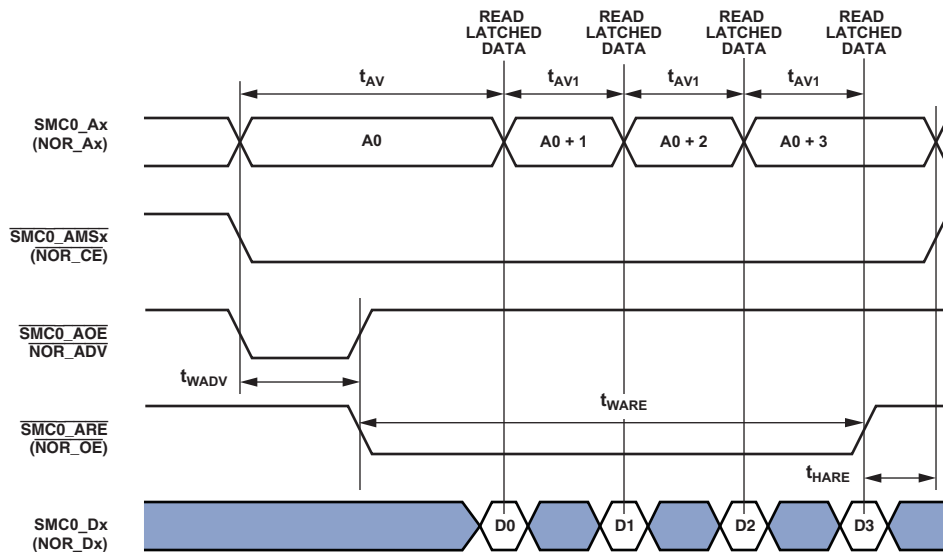 READ LATCHED DATA
READ LATCHED DATA
READ LATCHED DATA
READ LATCHED DATA
tAV
tAV1
tAV1
tAV1
SMC0_Ax
(NOR_Ax)
A0
A0 + 1
A0 + 2
A0 + 3
SMC0_AMSx
(NOR_CE)
SMC0_AOE
NOR_ADV
tWADV
SMC0_ARE
(NOR_OE)
tWARE
tHARE
SMC0_Dx
(NOR_Dx)
D0
D1
D2
D3